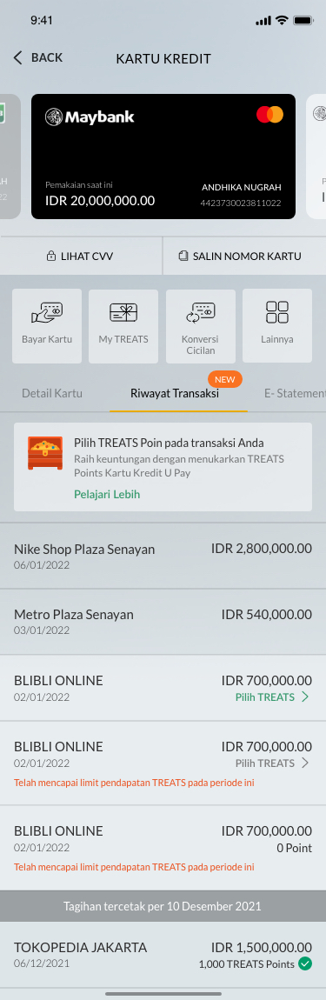 9:41
BACK
KARTU KREDIT
Maybank
Pemakaian saat ini
IDR 20,000,000.00
ANDHIKA NUGRAH
4423730023811022
LIHAT CVV
SALIN NOMOR KARTU
Bayar Kartu
My TREATS
Konversi
Cicilan
Lainnya
NEW
Detail Kartu
Riwayat Transaksi
E- Statement
Pilih TREATS Poin pada transaksi Anda
Raih keuntungan dengan menukarkan TREATS
Points Kartu Kredit U Pay
Pelajari Lebih
Nike Shop Plaza Senayan
IDR 2,800,000.00
06/01/2022
Metro Plaza Senayan
IDR 540,000.00
03/01/2022
BLIBLI ONLINE
IDR 700,000.00
02/01/2022
Pilih TREATS
BLIBLI ONLINE
IDR 700,000.00
02/01/2022
Pilih TREATS
Telah mencapai limit pendapatan TREATS pada periode ini
BLIBLI ONLINE
IDR 700,000.00
02/01/2022
0 Point
Telah mencapai limit pendapatan TREATS pada periode ini
Tagihan tercetak per 10 Desember 2021
TOKOPEDIA JAKARTA
IDR 1,500,000.00
06/12/2021
1,000 TREATS Points